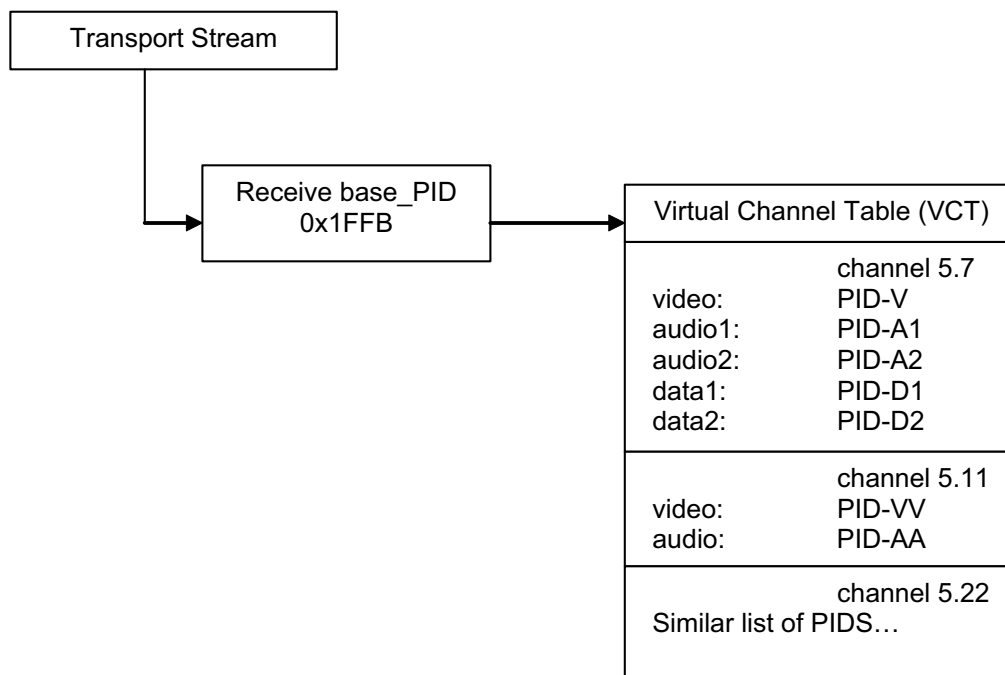 Transport Stream
Receive base_PID
0x1FFB
Virtual Channel Table (VCT)
channel 5.7
video: PID-V
audio1: PID-A1
audio2: PID-A2
data1: PID-D1
data2: PID-D2
channel 5.11
video: PID-VV
audio: PID-AA
channel 5.22
Similar list of PIDS…